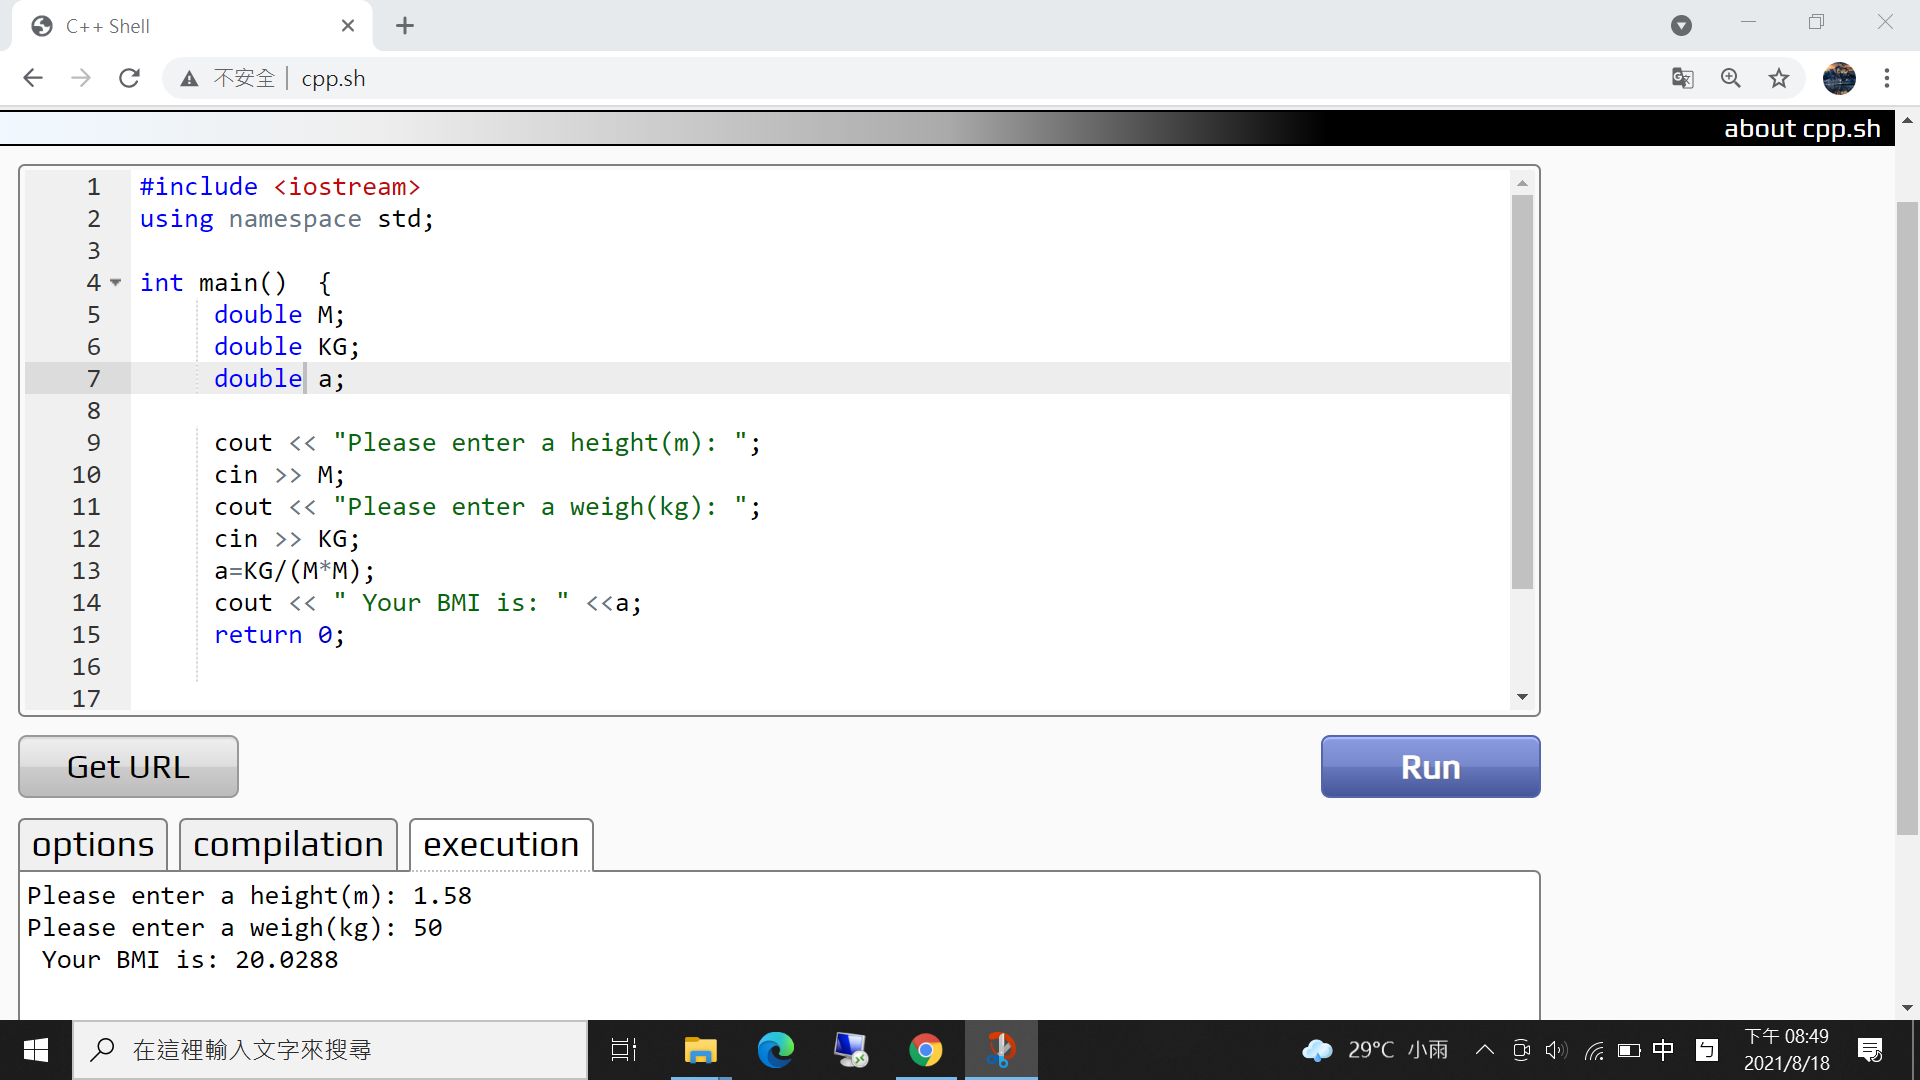 C++ Shell
不安全 | cpp.sh
about cpp.sh
1 #include <iostream>
2 using namespace std;
3
4 int main()  {
5 double M;
6 double KG;
7 double a;
8
9 cout << "Please enter a height(m): ";
10 cin >> M;
11 cout << "Please enter a weigh(kg): ";
12 cin >> KG;
13 a=KG/(M*M);
14 cout << " Your BMI is: " <<a;
15 return 0;
16
17
Get URL Run
options compilation execution
Please enter a height(m): 1.58
Please enter a weigh(kg): 50
 Your BMI is: 20.0288
在這裡輸入文字來搜尋
29°C 小雨
中
ㄅ
下午 08:49
2021/8/18